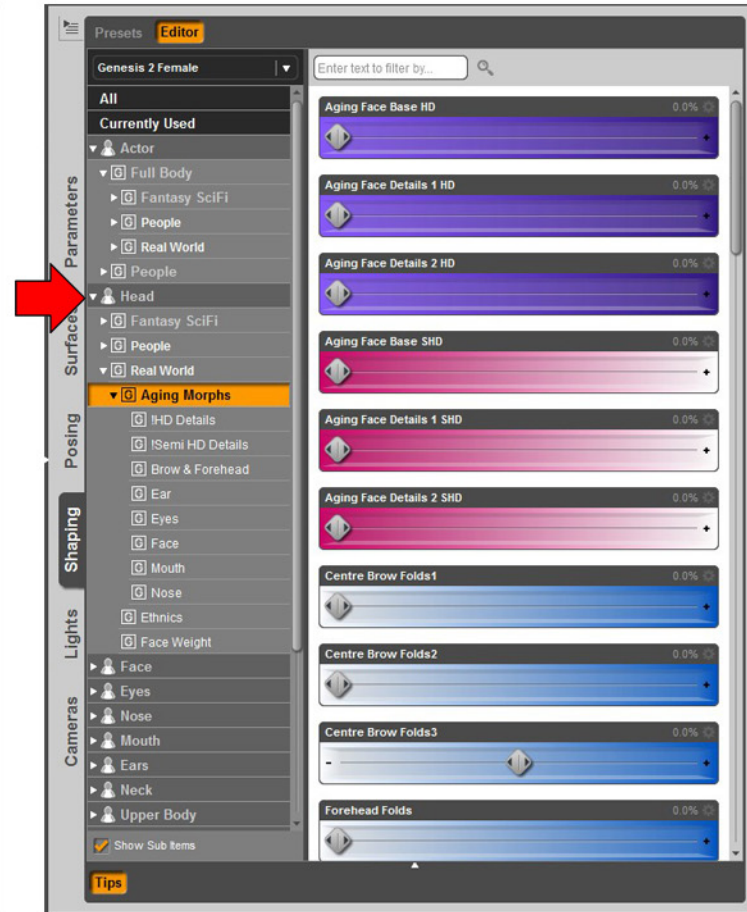 Presets Editor
Genesis 2 Female
Enter text to filter by...
All
Currently Used
Actor
G Full Body
G Fantasy SciFi
G People
G Real World
G People
Head
G Fantasy SciFi
G People
G Real World
G Aging Morphs
G !HD Details
G !Semi HD Details
G Brow & Forehead
G Ear
G Eyes
G Face
G Mouth
G Nose
G Ethnics
G Face Weight
Face
Eyes
Nose
Mouth
Ears
Neck
Upper Body
Show Sub Items
Tips
Parameters
Surfaces
Posing
Shaping
Lights
Cameras
Aging Face Base HD 0.0%
Aging Face Details 1 HD 0.0%
Aging Face Details 2 HD 0.0%
Aging Face Base SHD 0.0%
Aging Face Details 1 SHD 0.0%
Aging Face Details 2 SHD 0.0%
Centre Brow Folds1 0.0%
Centre Brow Folds2 0.0%
Centre Brow Folds3 0.0%
Forehead Folds 0.0%